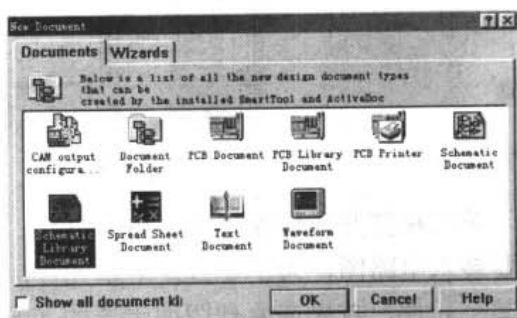 New Document
Documents Wizards
Below is a list of all the new design document types
that can be
created by the installed SmartTool and ActiveDoc
CAM output configura...
Document Folder
PCB Document
PCB Library Document
PCB Printer
Schematic Document
Schematic Library Document
Spread Sheet Document
Text Document
Waveform Document
Show all document ki
OK Cancel Help